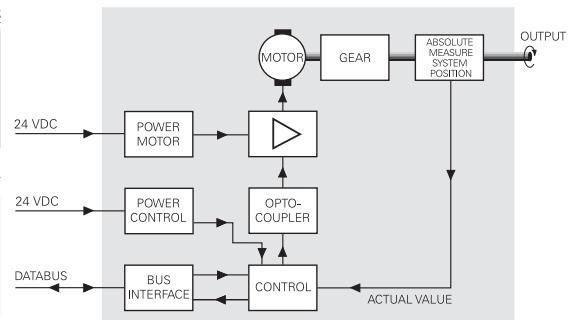 OUTPUT
MOTOR
GEAR
ABSOLUTE
MEASURE
SYSTEM
POSITION
24 VDC
POWER
MOTOR
24 VDC
POWER
CONTROL
OPTO-
COUPLER
DATABUS
BUS
INTERFACE
CONTROL
ACTUAL VALUE